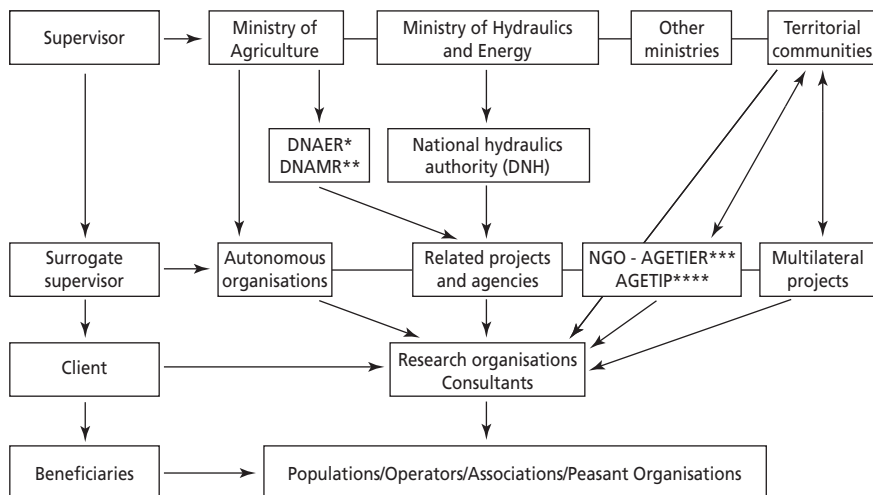 Supervisor
Ministry of
Agriculture
Ministry of Hydraulics
and Energy
Other
ministries
Territorial
communities
DNAER*
DNAMR**
National hydraulics
authority (DNH)
Surrogate
supervisor
Autonomous
organisations
Related projects
and agencies
NGO - AGETIER***
AGETIP****
Multilateral
projects
Client
Research organisations
Consultants
Beneficiaries
Populations/Operators/Associations/Peasant Organisations